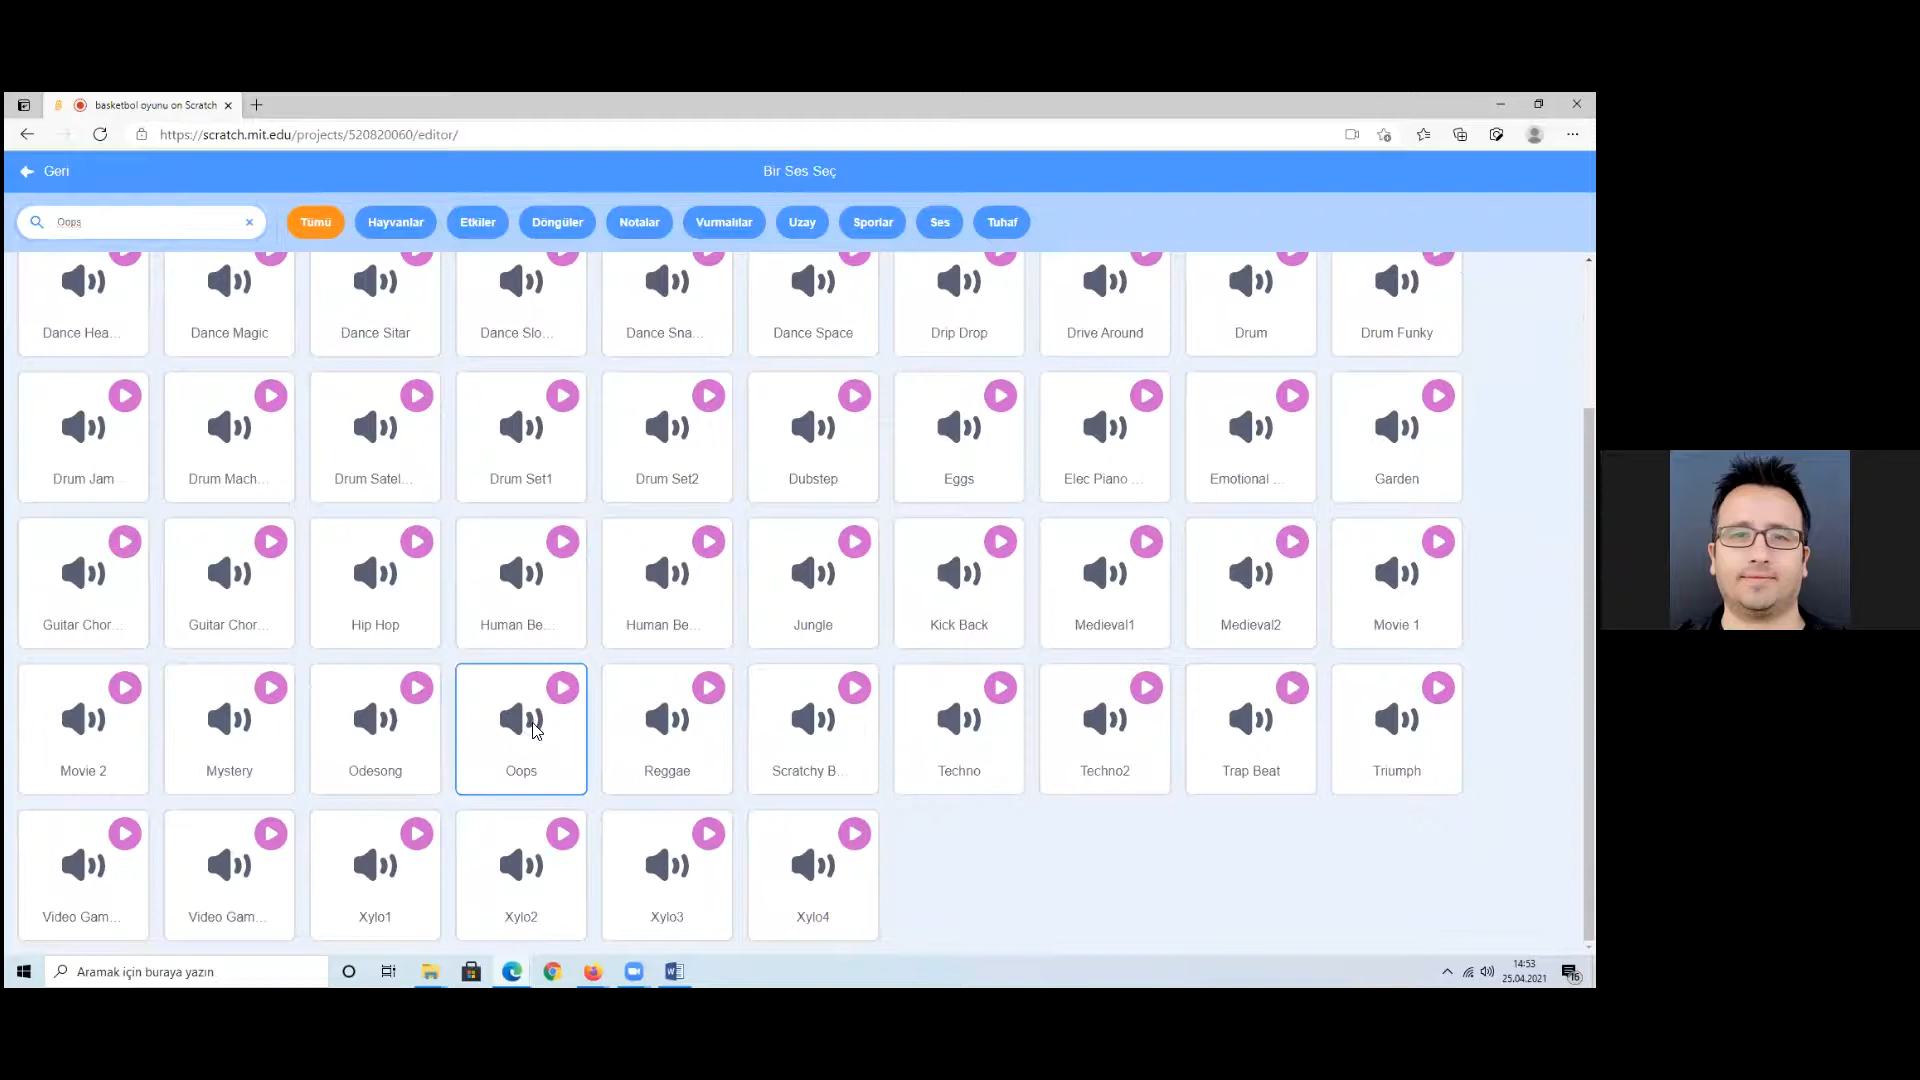 basketbol oyunu on Scratch
https://scratch.mit.edu/projects/520820060/editor/
Geri
Bir Ses Seç
Oops
Tümü Hayvanlar Etkiler Döngüler Notalar Vurmalılar Uzay Sporlar Ses Tuhaf
Dance Hea... Dance Magic Dance Sitar Dance Slo... Dance Sna... Dance Space Drip Drop Drive Around Drum Drum Funky
Drum Jam Drum Mach... Drum Satel... Drum Set1 Drum Set2 Dubstep Eggs Elec Piano ... Emotional ... Garden
Guitar Chor... Guitar Chor... Hip Hop Human Be... Human Be... Jungle Kick Back Medieval1 Medieval2 Movie 1
Movie 2 Mystery Odesong Oops Reggae Scratchy B... Techno Techno2 Trap Beat Triumph
Video Gam... Video Gam... Xylo1 Xylo2 Xylo3 Xylo4
Aramak için buraya yazın
14:53
25.04.2021
16